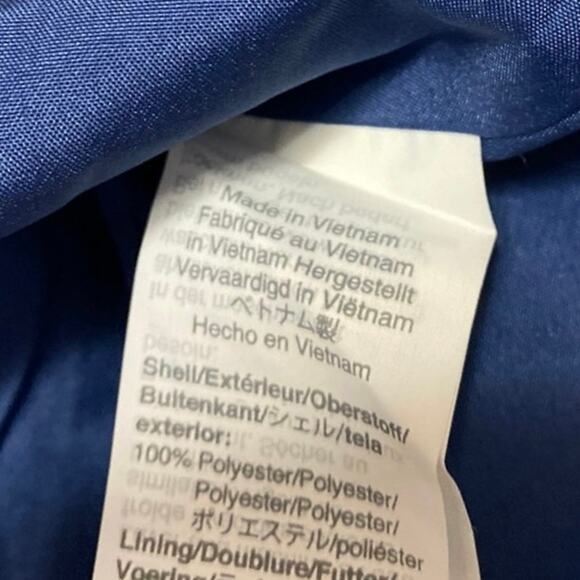 Made in Vietnam
Fabriqué au Vietnam
in Vietnam Hergestellt
Vervaardigd in Viëtnam
ベトナム製
Hecho en Vietnam
Shell/Extérieur/Oberstoff/
Buitenkant/シェル/tela
exterior:
100% Polyester/Polyester/
Polyester/Polyester/
ポリエステル/poliéster
Lining/Doublure/Futter/
Voering/